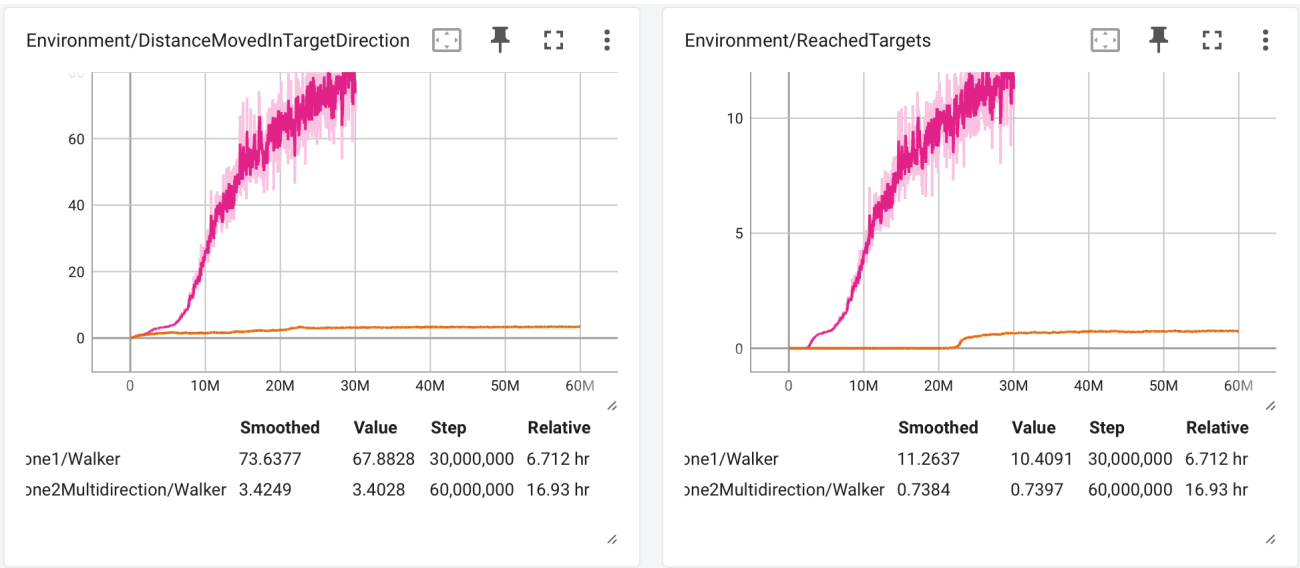 Environment/DistanceMovedInTargetDirection
60
40
20
0
0 10M 20M 30M 40M 50M 60M
Smoothed Value Step Relative
one1/Walker 73.6377 67.8828 30,000,000 6.712 hr
one2Multidirection/Walker 3.4249 3.4028 60,000,000 16.93 hr
Environment/ReachedTargets
10
5
0
0 10M 20M 30M 40M 50M 60M
Smoothed Value Step Relative
one1/Walker 11.2637 10.4091 30,000,000 6.712 hr
one2Multidirection/Walker 0.7384 0.7397 60,000,000 16.93 hr